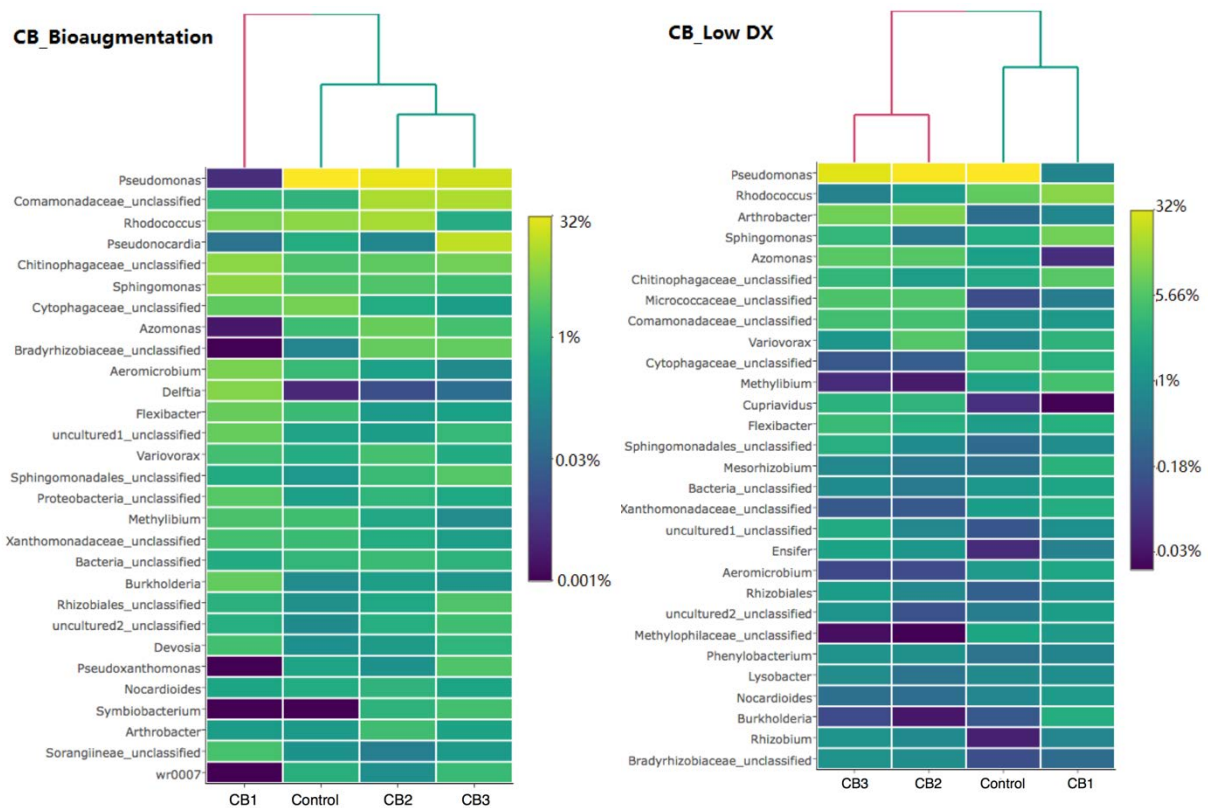 CB_Bioaugmentation
Pseudomonas
Comamonadaceae_unclassified
Rhodococcus
Pseudonocardia
Chitinophagaceae_unclassified
Sphingomonas
Cytophagaceae_unclassified
Azomonas
Bradyrhizobiaceae_unclassified
Aeromicrobium
Delftia
Flexibacter
uncultured1_unclassified
Variovorax
Sphingomonadales_unclassified
Proteobacteria_unclassified
Methylibium
Xanthomonadaceae_unclassified
Bacteria_unclassified
Burkholderia
Rhizobiales_unclassified
uncultured2_unclassified
Devosia
Pseudoxanthomonas
Nocardioides
Symbiobacterium
Arthrobacter
Sorangiineae_unclassified
wr0007
CB1 Control CB2 CB3
32%
1%
0.03%
0.001%
CB_Low DX
Pseudomonas
Rhodococcus
Arthrobacter
Sphingomonas
Azomonas
Chitinophagaceae_unclassified
Micrococcaceae_unclassified
Comamonadaceae_unclassified
Variovorax
Cytophagaceae_unclassified
Methylibium
Cupriavidus
Flexibacter
Sphingomonadales_unclassified
Mesorhizobium
Bacteria_unclassified
Xanthomonadaceae_unclassified
uncultured1_unclassified
Ensifer
Aeromicrobium
Rhizobiales
uncultured2_unclassified
Methylophilaceae_unclassified
Phenylobacterium
Lysobacter
Nocardioides
Burkholderia
Rhizobium
Bradyrhizobiaceae_unclassified
CB3 CB2 Control CB1
32%
5.66%
1%
0.18%
0.03%